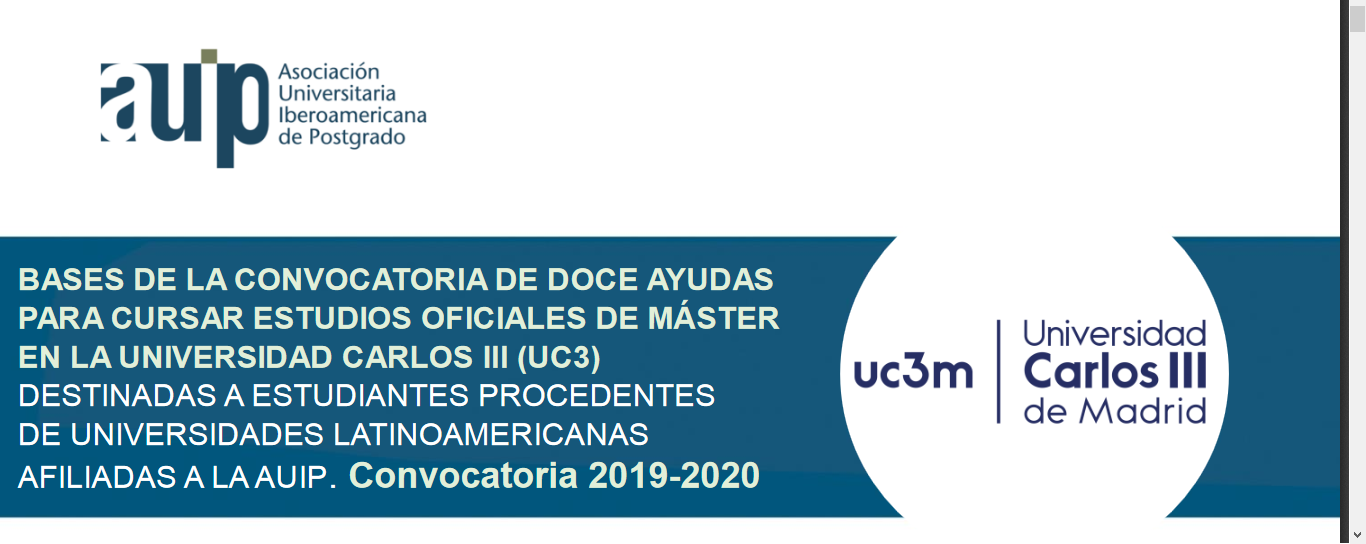 auip
Asociación
Universitaria
Iberoamericana
de Postgrado
BASES DE LA CONVOCATORIA DE DOCE AYUDAS
PARA CURSAR ESTUDIOS OFICIALES DE MÁSTER
EN LA UNIVERSIDAD CARLOS III (UC3)
DESTINADAS A ESTUDIANTES PROCEDENTES
DE UNIVERSIDADES LATINOAMERICANAS
AFILIADAS A LA AUIP. Convocatoria 2019-2020
uc3m
Universidad
Carlos III
de Madrid